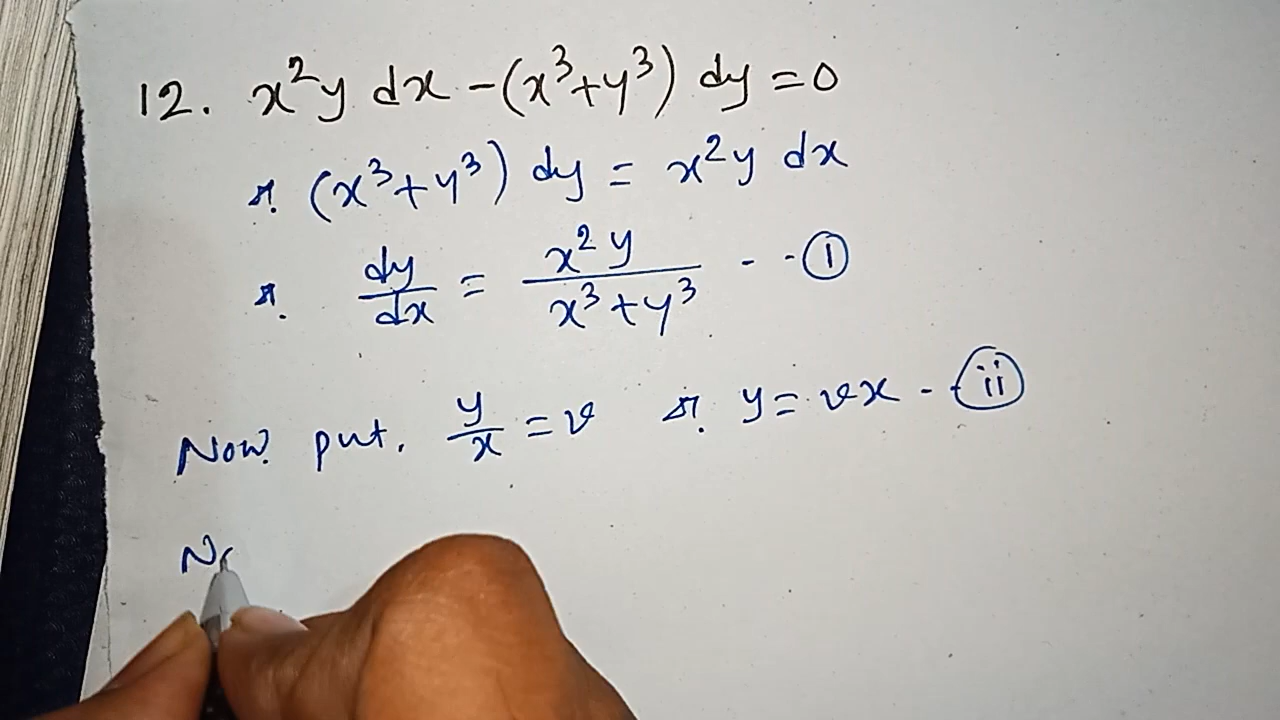 12. x²y dx - (x³+y³) dy = 0
(x³+y³) dy = x²y dx
dy/dx = x²y/(x³+y³) - - ①
Now put, y/x = v y = vx - - ⓘⓘ